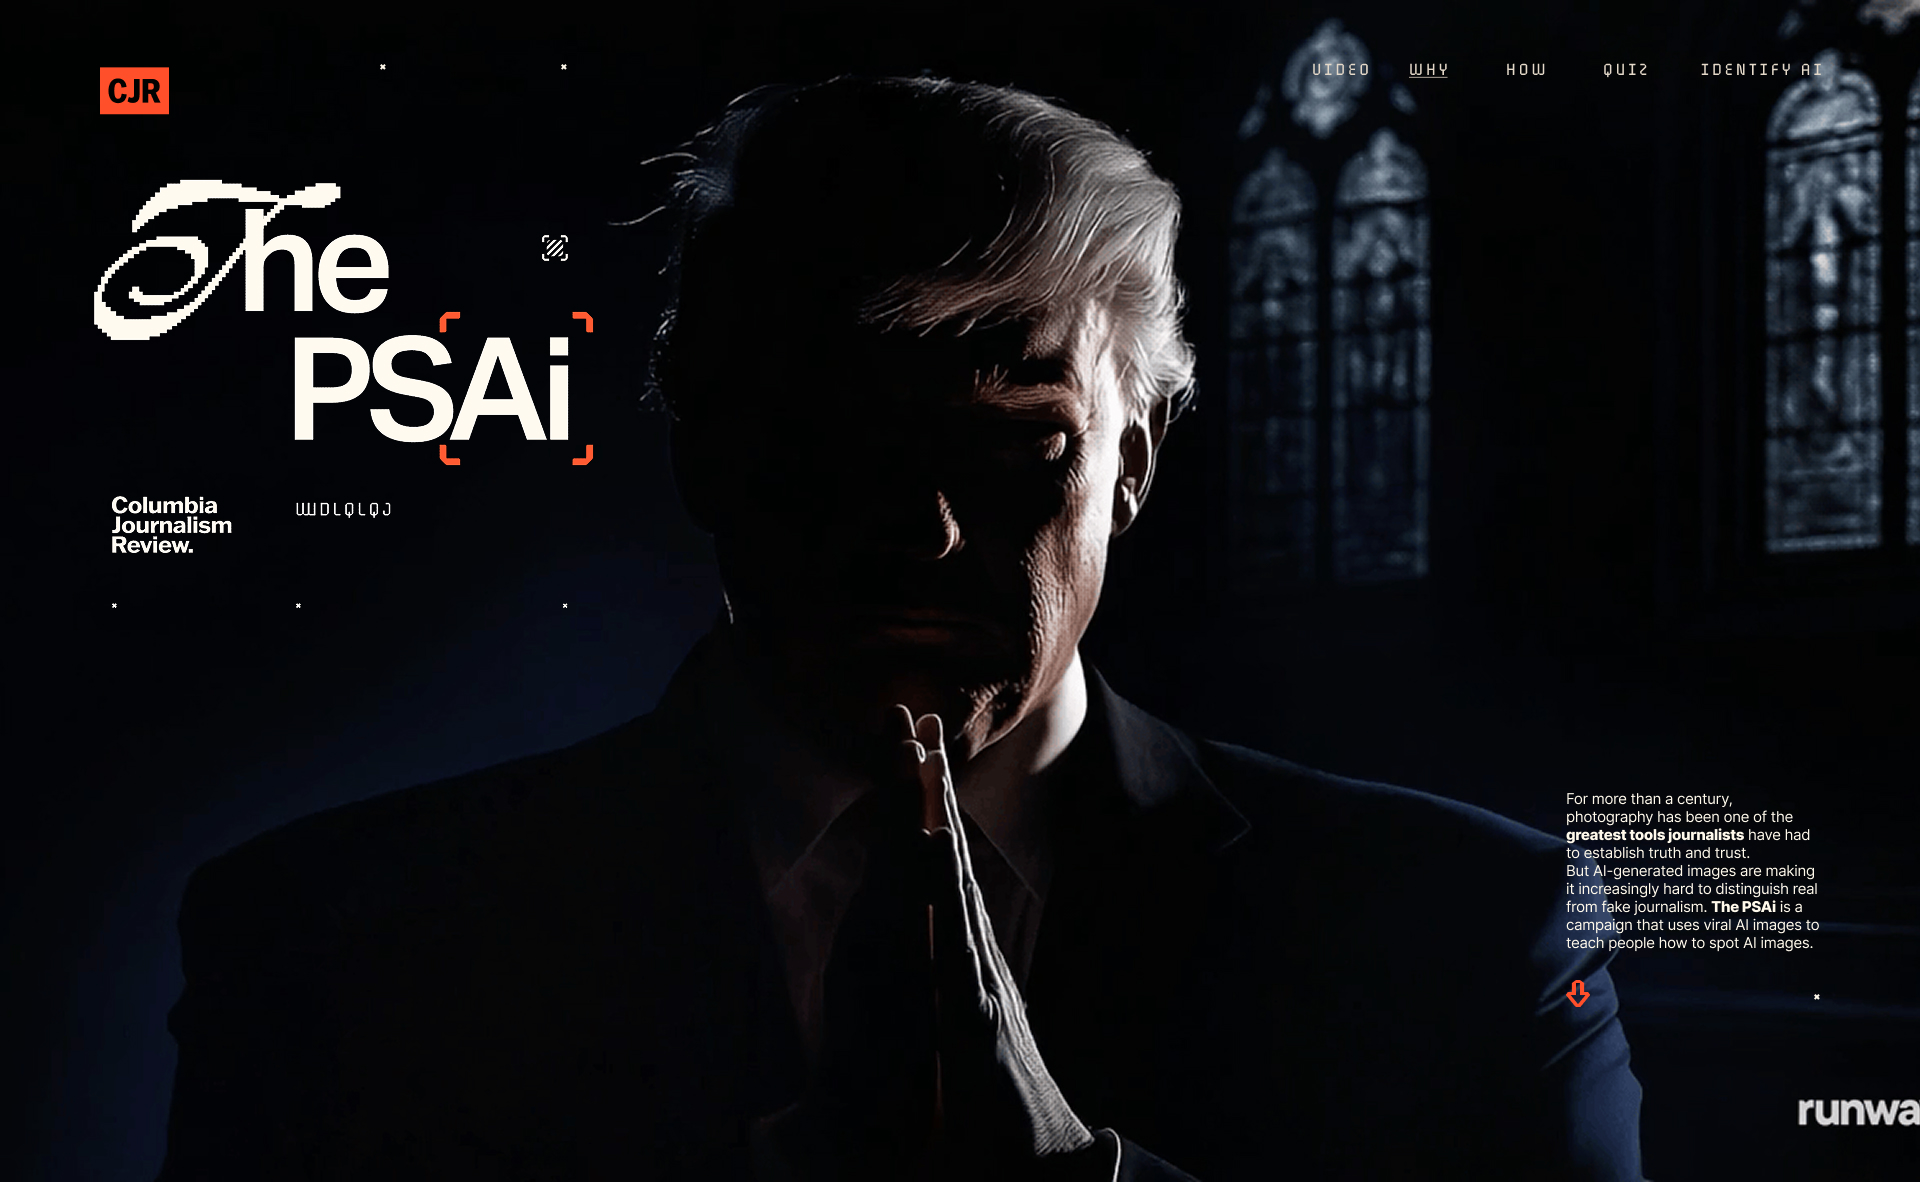 CJR
VIDEO WHY HOW QUIZ IDENTIFY AI
The
PSAi
Columbia
Journalism
Review.
WDLQLQJ
For more than a century,
photography has been one of the
greatest tools journalists have had
to establish truth and trust.
But AI-generated images are making
it increasingly hard to distinguish real
from fake journalism. The PSAi is a
campaign that uses viral AI images to
teach people how to spot AI images.
runwa